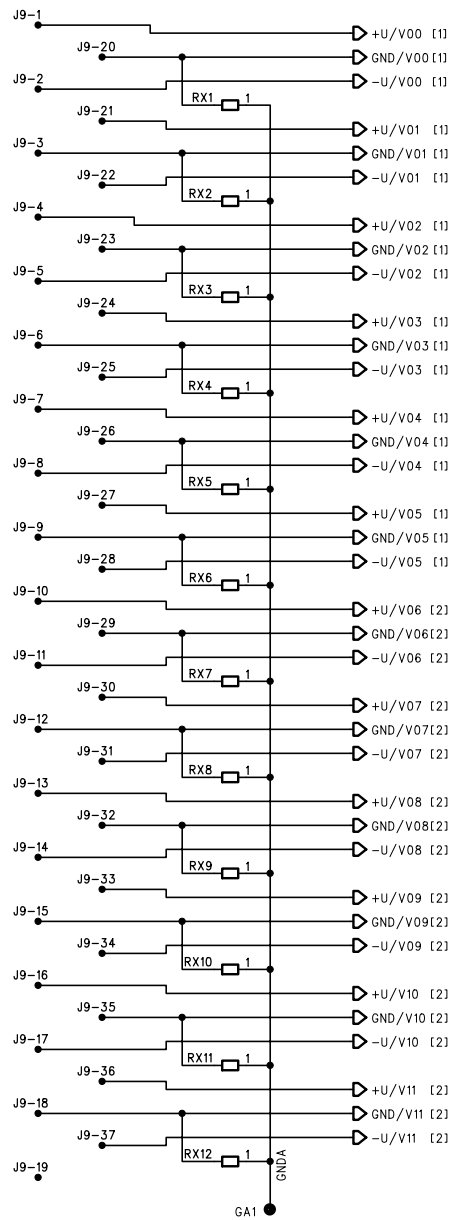 J9-1
+U/V00 [1]
J9-20
GND/V00[1]
J9-2
-U/V00 [1]
RX1 1
J9-21
+U/V01 [1]
J9-3
GND/V01 [1]
J9-22
-U/V01 [1]
RX2 1
J9-4
+U/V02 [1]
J9-23
GND/V02[1]
J9-5
-U/V02 [1]
RX3 1
J9-24
+U/V03 [1]
J9-6
GND/V03[1]
J9-25
-U/V03 [1]
RX4 1
J9-7
+U/V04 [1]
J9-26
GND/V04[1]
J9-8
-U/V04 [1]
RX5 1
J9-27
+U/V05 [1]
J9-9
GND/V05[1]
J9-28
-U/V05 [1]
RX6 1
J9-10
+U/V06 [2]
J9-29
GND/V06[2]
J9-11
-U/V06 [2]
RX7 1
J9-30
+U/V07 [2]
J9-12
GND/V07[2]
J9-31
-U/V07 [2]
RX8 1
J9-13
+U/V08 [2]
J9-32
GND/V08[2]
J9-14
-U/V08 [2]
RX9 1
J9-33
+U/V09 [2]
J9-15
GND/V09[2]
J9-34
-U/V09 [2]
RX10 1
J9-16
+U/V10 [2]
J9-35
GND/V10 [2]
J9-17
-U/V10 [2]
RX11 1
J9-36
+U/V11 [2]
J9-18
GND/V11 [2]
J9-37
-U/V11 [2]
RX12 1
J9-19
GNDA
GA1